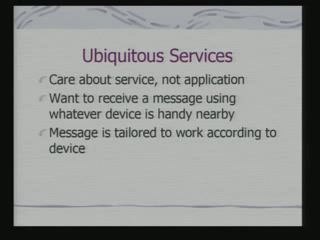 Ubiquitous Services
Care about service, not application
Want to receive a message using
whatever device is handy nearby
Message is tailored to work according to
device